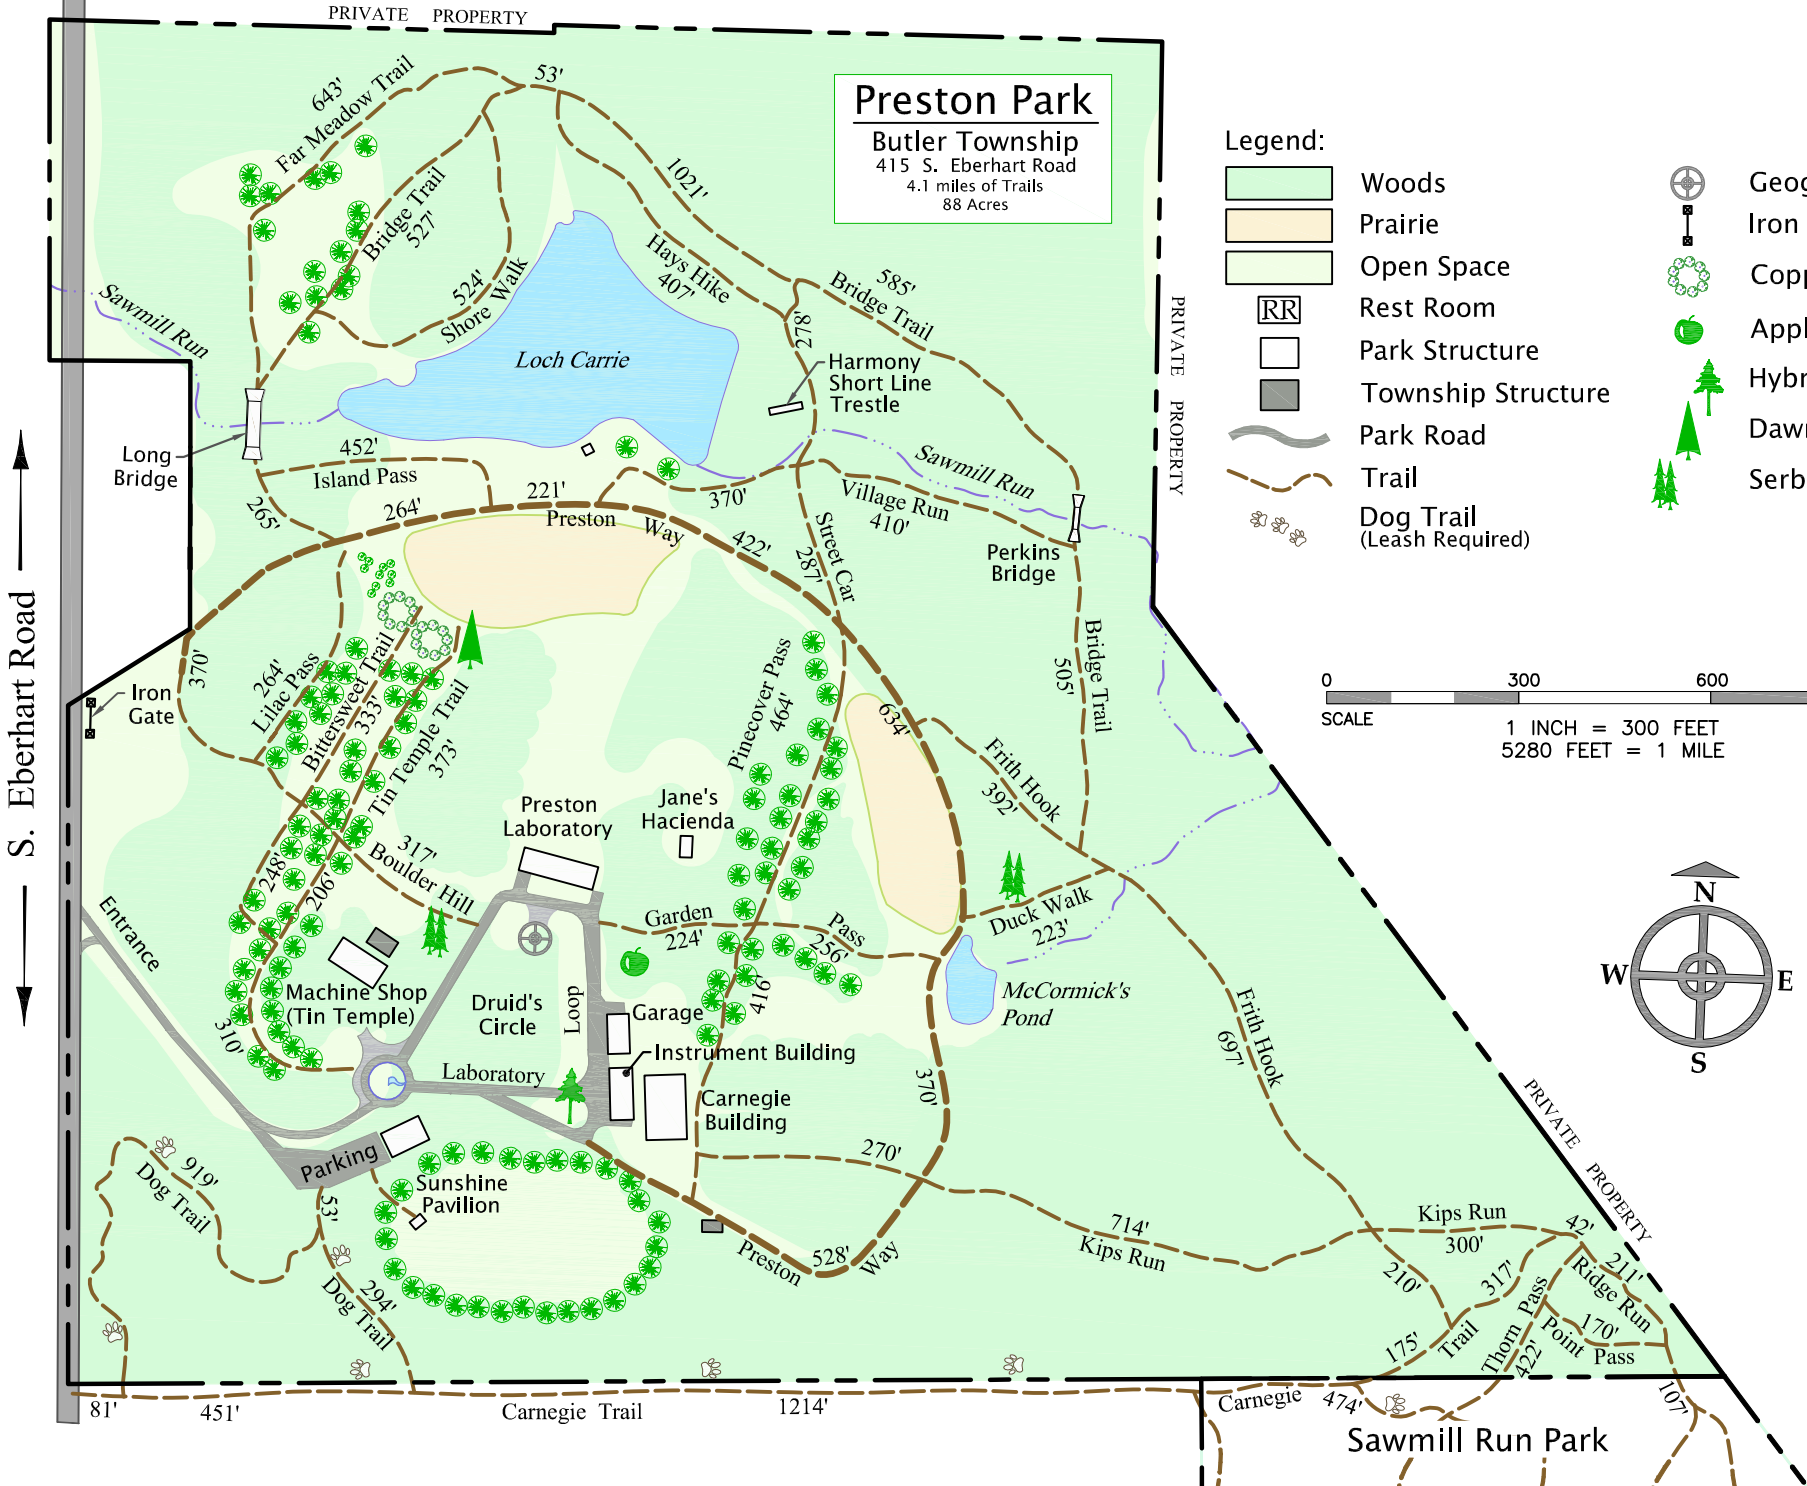 PRIVATE PROPERTY
Preston Park
Butler Township
415 S. Eberhart Road
4.1 miles of Trails
88 Acres
Legend:
Woods
Prairie
Open Space
RR Rest Room
Park Structure
Township Structure
Park Road
Trail
Dog Trail
(Leash Required)
Geog
Iron
Copp
Appl
Hybr
Dawn
Serb
0 300 600
SCALE
1 INCH = 300 FEET
5280 FEET = 1 MILE
N
W
E
S
S. Eberhart Road
53'
643'
Far Meadow Trail
Bridge Trail
527'
524'
Shore Walk
1021'
Hays Hike
407'
585'
Bridge Trail
278'
Sawmill Run
Loch Carrie
Harmony
Short Line
Trestle
PRIVATE PROPERTY
Long
Bridge
452'
Island Pass
265'
264'
221'
Preston Way
422'
370'
Sawmill Run
Village Run
410'
Street Car
287'
Perkins
Bridge
370'
Iron
Gate
264'
Lilac Pass
Bittersweet Trail
333'
Tin Temple Trail
373'
Pinecover Pass
464'
634'
Bridge Trail
505'
Frith Hook
392'
Preston
Laboratory
Jane's
Hacienda
317'
Boulder Hill
248'
206'
Garden Pass
224'
256'
Duck Walk
223'
Entrance
Machine Shop
(Tin Temple)
Druid's
Circle
Loop
Garage
416'
McCormick's
Pond
Frith Hook
697'
310'
Laboratory
Instrument Building
Carnegie
Building
370'
270'
Parking
Sunshine
Pavilion
919'
Dog Trail
53'
294'
Dog Trail
Preston Way
528'
714'
Kips Run
Kips Run
300'
42'
PRIVATE PROPERTY
210'
317'
175'
Trail
Thorn Pass
422'
Ridge Run
211'
170'
Point Pass
107'
81'
451'
Carnegie Trail
1214'
Carnegie
474'
Sawmill Run Park